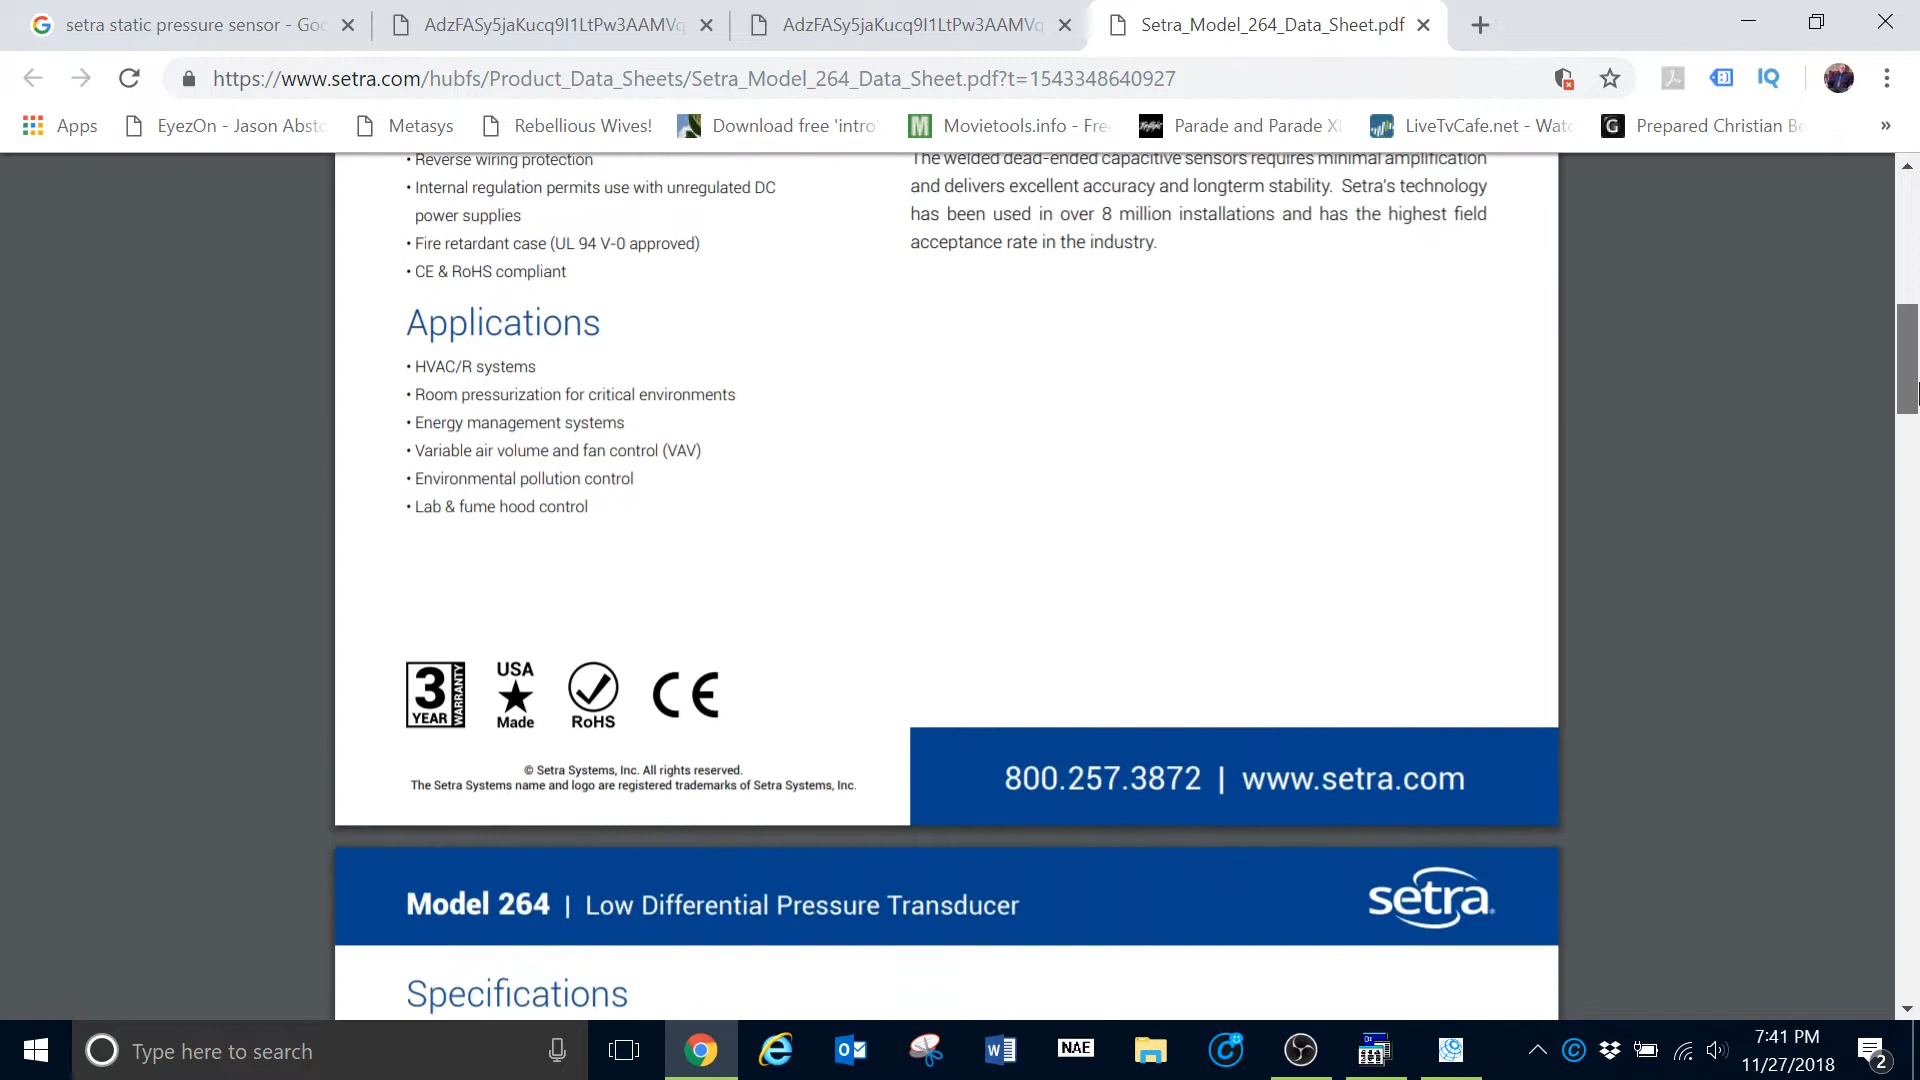 setra static pressure sensor - Goo
AdzFASy5jaKucq9I1LtPw3AAMVq
AdzFASy5jaKucq9I1LtPw3AAMVq
Setra_Model_264_Data_Sheet.pdf
https://www.setra.com/hubfs/Product_Data_Sheets/Setra_Model_264_Data_Sheet.pdf?t=1543348640927
IQ
Apps
EyezOn - Jason Absto
Metasys
Rebellious Wives!
Download free 'intro'
M
Movietools.info - Fre
Parade and Parade X
LiveTvCafe.net - Watc
G
Prepared Christian Be
»
• Reverse wiring protection
• Internal regulation permits use with unregulated DC
power supplies
• Fire retardant case (UL 94 V-0 approved)
• CE & RoHS compliant
The welded dead-ended capacitive sensors requires minimal amplification
and delivers excellent accuracy and longterm stability. Setra's technology
has been used in over 8 million installations and has the highest field
acceptance rate in the industry.
Applications
• HVAC/R systems
• Room pressurization for critical environments
• Energy management systems
• Variable air volume and fan control (VAV)
• Environmental pollution control
• Lab & fume hood control
3
YEAR
WARRANTY
USA
Made
RoHS
CE
© Setra Systems, Inc. All rights reserved.
The Setra Systems name and logo are registered trademarks of Setra Systems, Inc.
800.257.3872 | www.setra.com
Model 264 | Low Differential Pressure Transducer
setra
Specifications
Type here to search
NAE
7:41 PM
11/27/2018
2